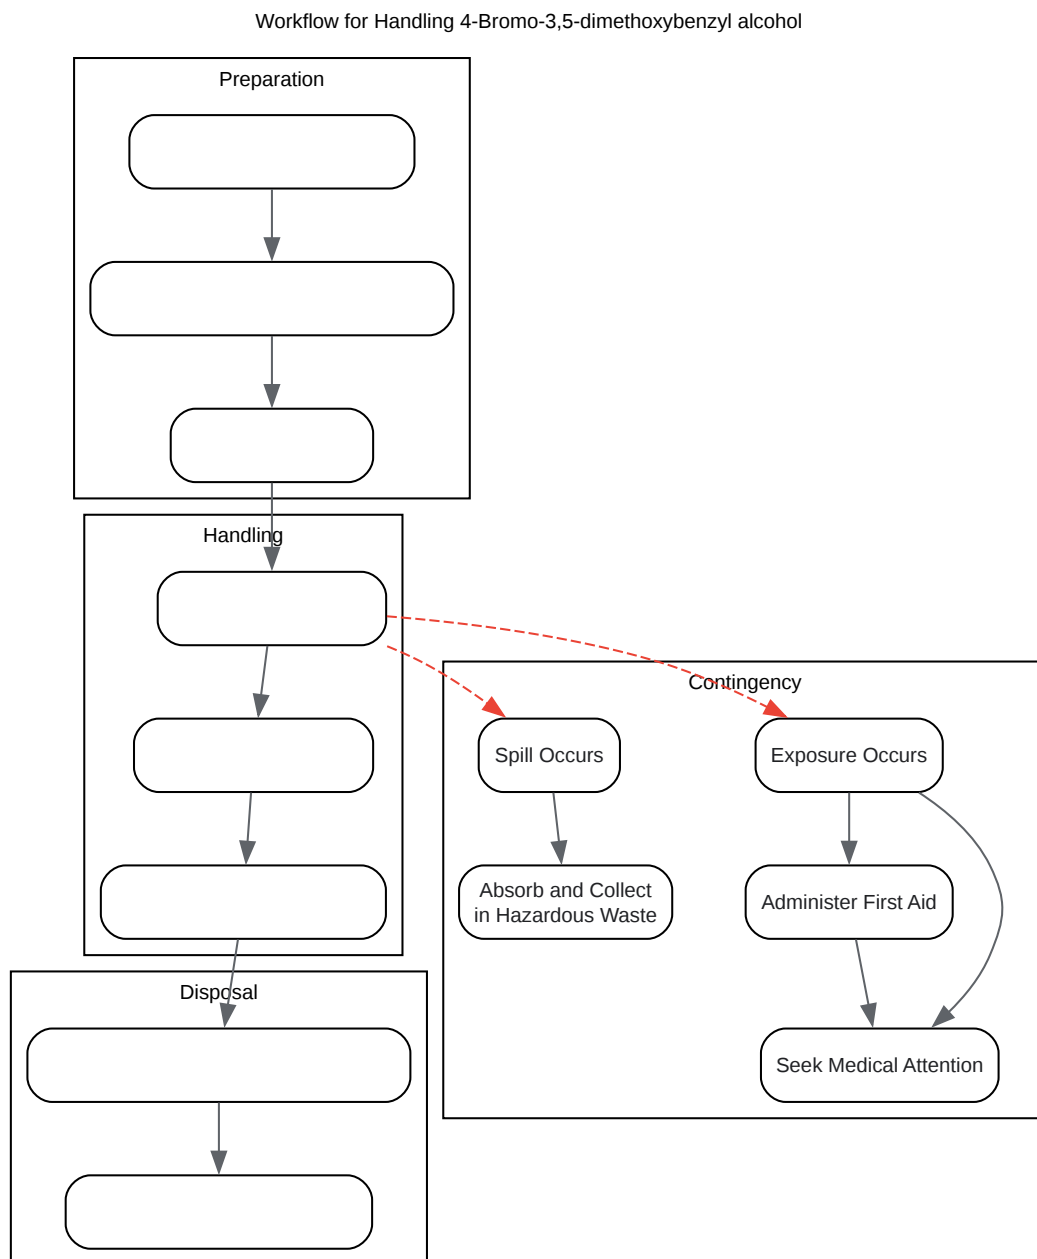 Workflow for Handling 4-Bromo-3,5-dimethoxybenzyl alcohol
Preparation
Handling
Contingency
Spill Occurs
Exposure Occurs
Absorb and Collect
in Hazardous Waste
Administer First Aid
Disposal
Seek Medical Attention